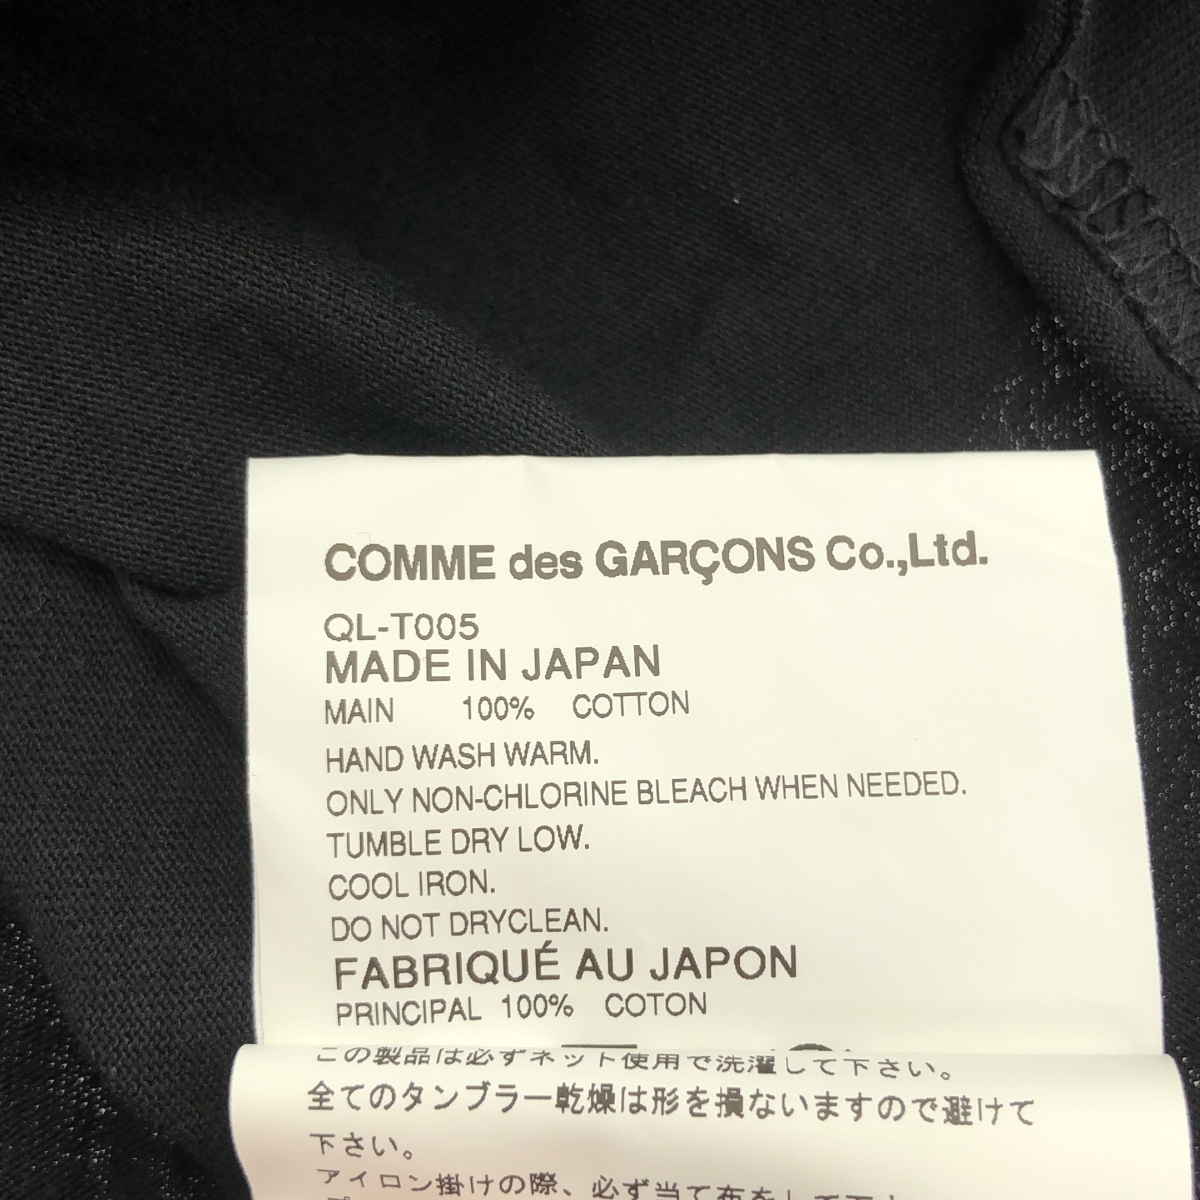 COMME des GARÇONS Co.,Ltd.
QL-T005
MADE IN JAPAN
MAIN 100% COTTON
HAND WASH WARM.
ONLY NON-CHLORINE BLEACH WHEN NEEDED.
TUMBLE DRY LOW.
COOL IRON.
DO NOT DRYCLEAN.
FABRIQUÉ AU JAPON
PRINCIPAL 100% COTON
この製品は必ずネット使用で洗濯して下さい。
全てのタンブラー乾燥は形を損ないますので避けて
下さい。
アイロン掛けの際、必ず当て布をして下さい